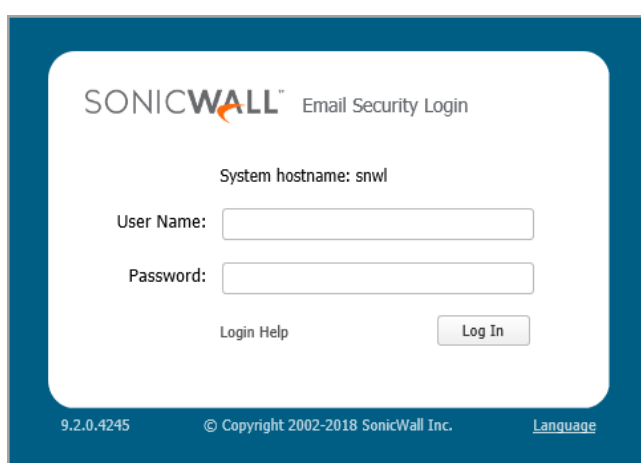 SONICWALL™ Email Security Login
System hostname: snwl
User Name:
Password:
Login Help Log In
9.2.0.4245 © Copyright 2002-2018 SonicWall Inc. Language